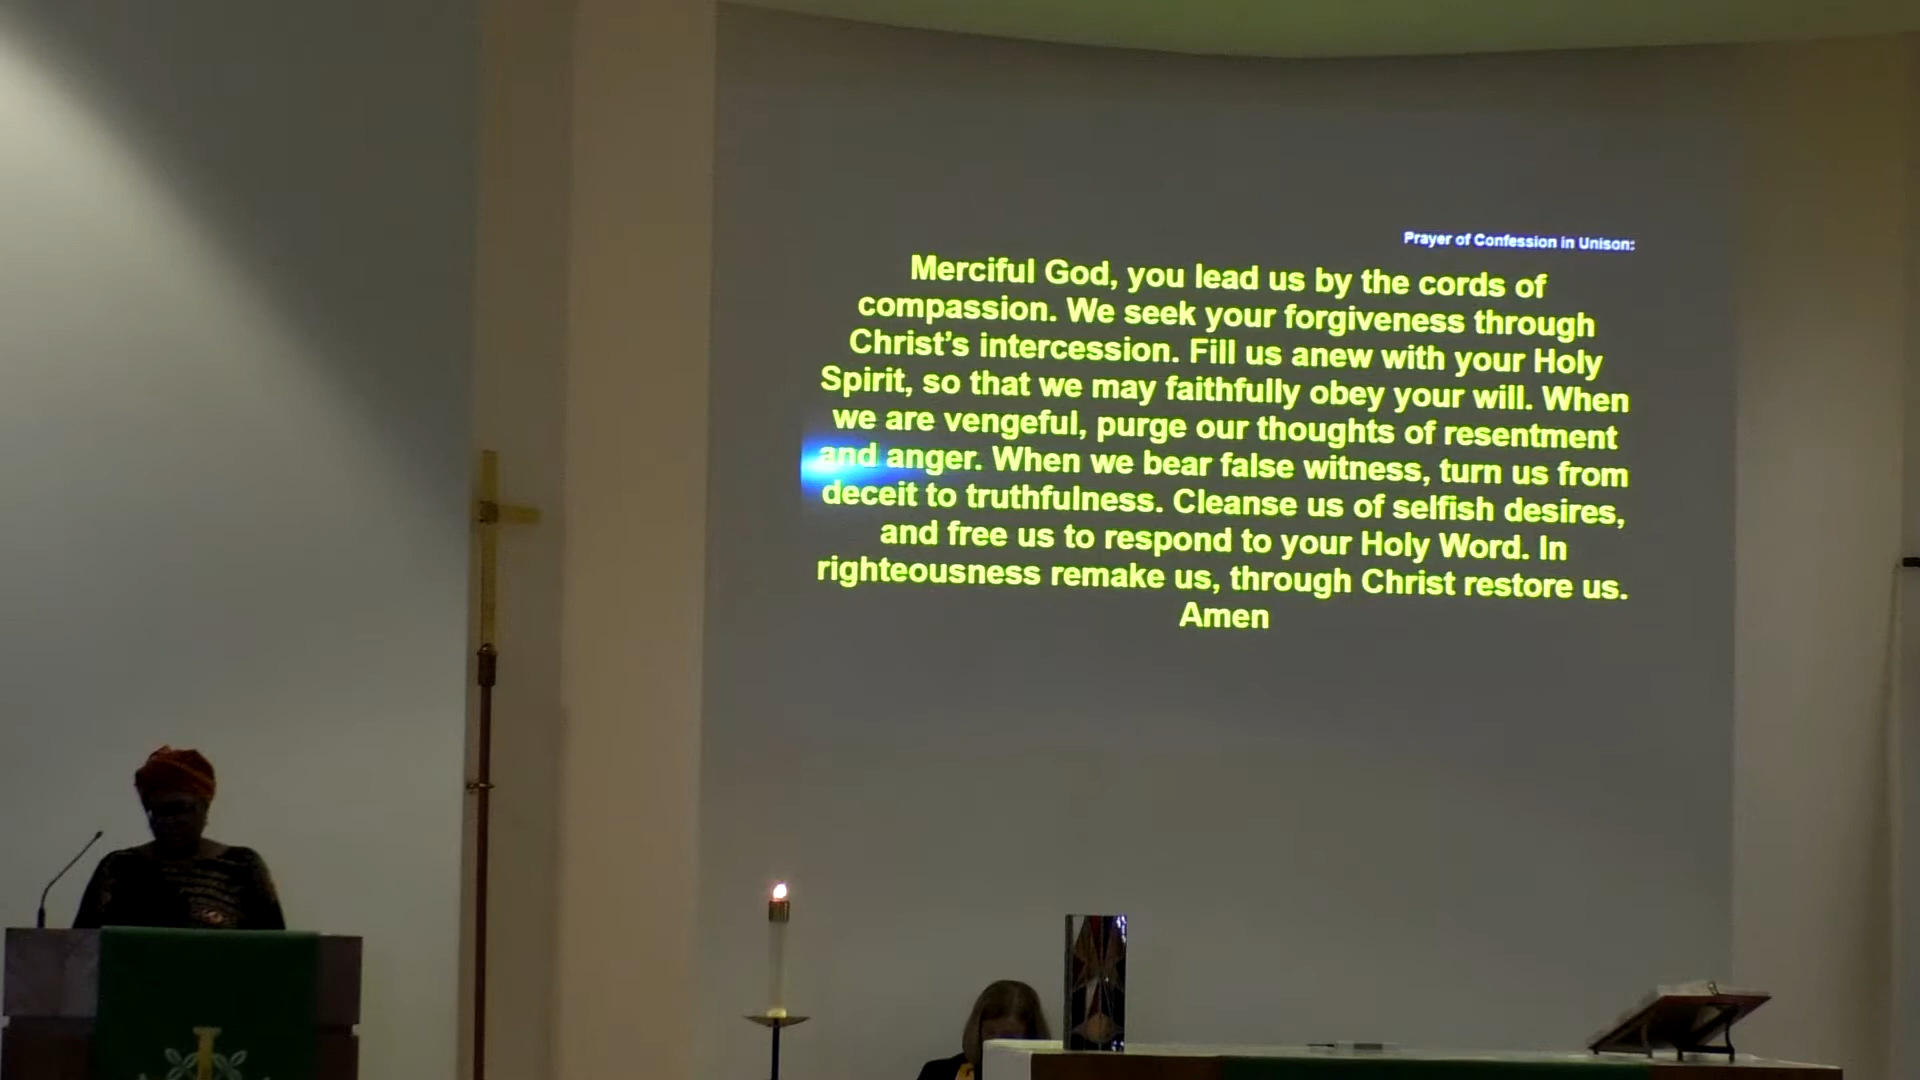 Prayer of Confession in Unison:
Merciful God, you lead us by the cords of
compassion. We seek your forgiveness through
Christ’s intercession. Fill us anew with your Holy
Spirit, so that we may faithfully obey your will. When
we are vengeful, purge our thoughts of resentment
and anger. When we bear false witness, turn us from
deceit to truthfulness. Cleanse us of selfish desires,
and free us to respond to your Holy Word. In
righteousness remake us, through Christ restore us.
Amen